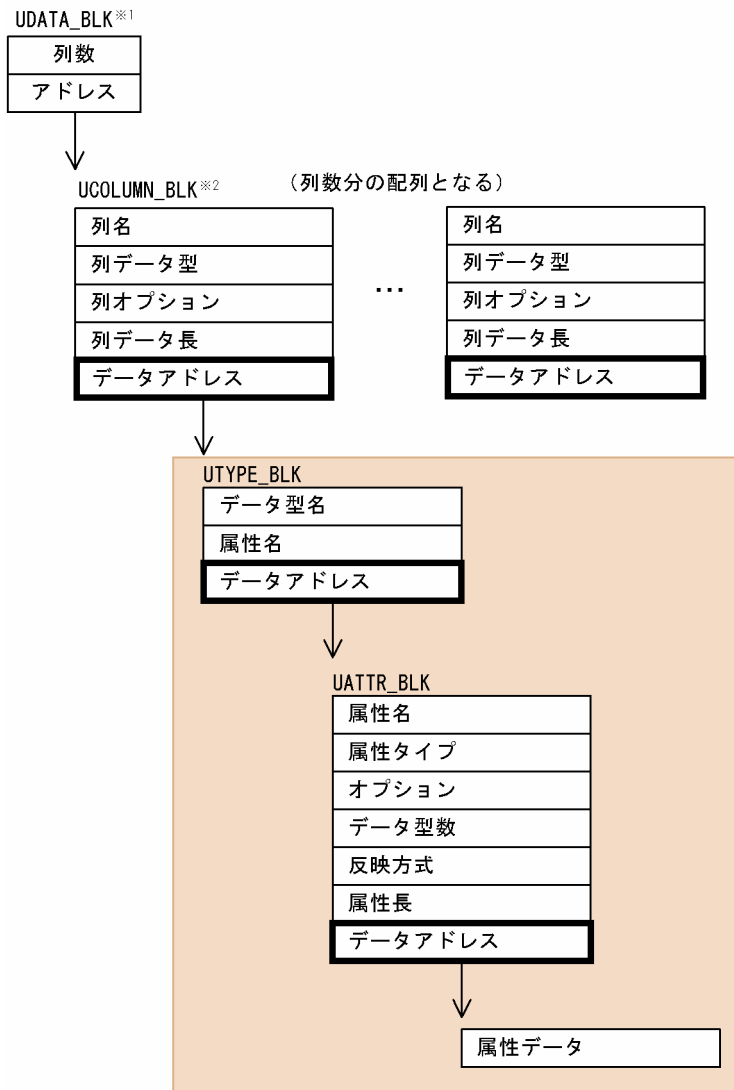 UDATA_BLK※1
列数
アドレス
UCOLUMN_BLK※2 (列数分の配列となる)
列名
列データ型
列オプション
列データ長
データアドレス
...
列名
列データ型
列オプション
列データ長
データアドレス
UTYPE_BLK
データ型名
属性名
データアドレス
UATTR_BLK
属性名
属性タイプ
オプション
データ型数
反映方式
属性長
データアドレス
属性データ